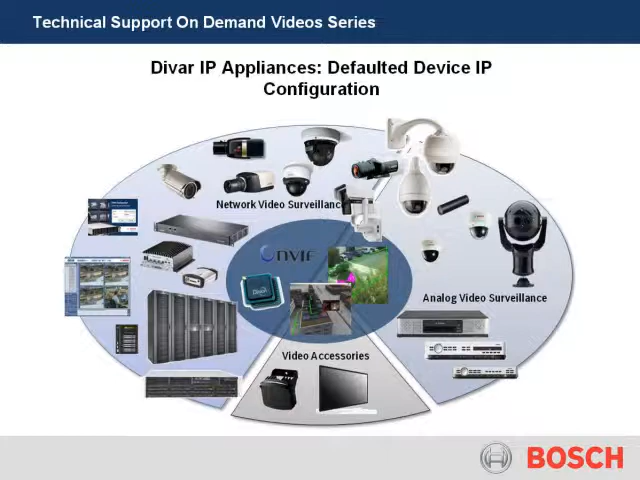 Technical Support On Demand Videos Series
Divar IP Appliances: Defaulted Device IP
Configuration
Network Video Surveillance
ONVIF
Analog Video Surveillance
Video Accessories
BOSCH